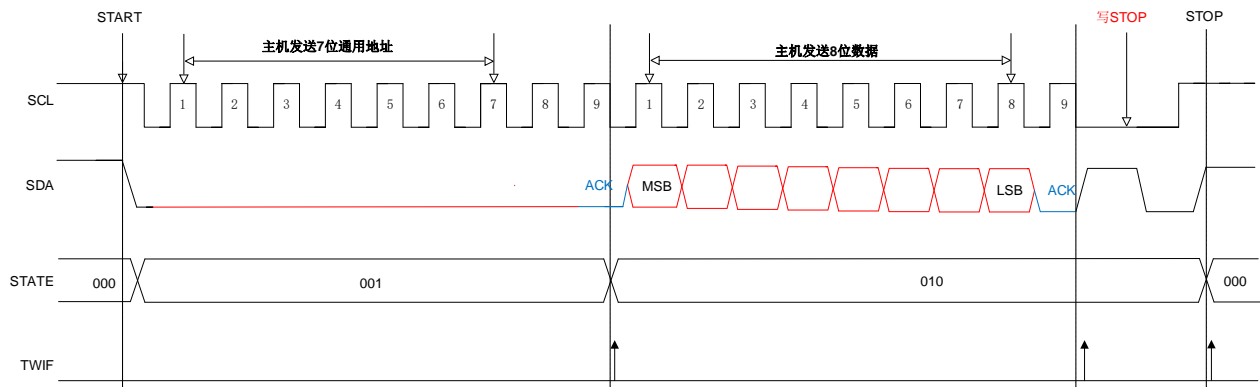 START 写STOP STOP
主机发送7位通用地址 主机发送8位数据
SCL 1 2 3 4 5 6 7 8 9 1 2 3 4 5 6 7 8 9
SDA ACK MSB LSB ACK
STATE 000 001 010 000
TWIF